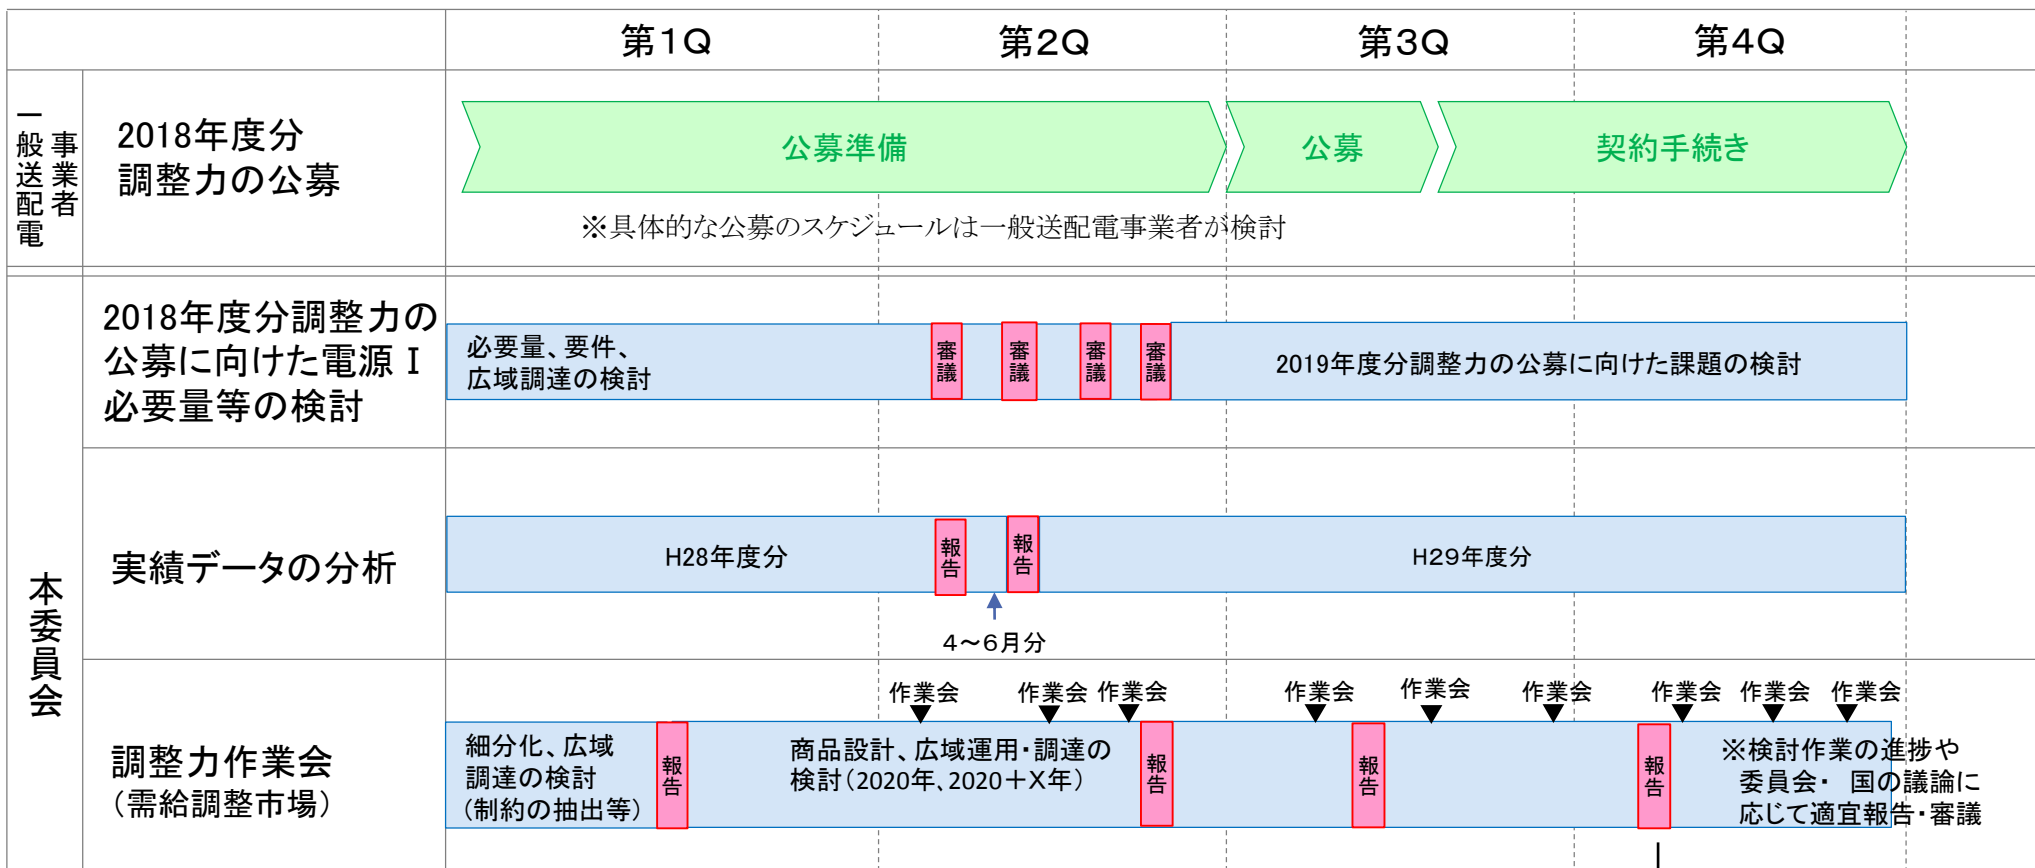 第１Q
第２Q
第３Q
第４Q
一般送配電
事業者
2018年度分
調整力の公募
公募準備
公募
契約手続き
※具体的な公募のスケジュールは一般送配電事業者が検討
本委員会
2018年度分調整力の
公募に向けた電源Ⅰ
必要量等の検討
必要量、要件、
広域調達の検討
審議
審議
審議
審議
2019年度分調整力の公募に向けた課題の検討
実績データの分析
H28年度分
報告
報告
H29年度分
4～6月分
調整力作業会
（需給調整市場）
作業会
作業会
作業会
作業会
作業会
作業会
作業会
作業会
作業会
細分化、広域
調達の検討
（制約の抽出等）
報告
商品設計、広域運用・調達の
検討（2020年、2020＋X年）
報告
報告
報告
※検討作業の進捗や
委員会・ 国の議論に
応じて適宜報告・審議